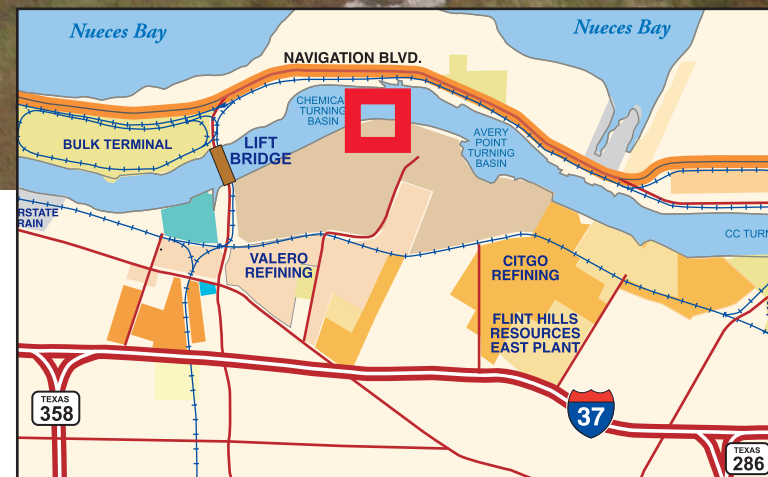 Nueces Bay
Nueces Bay
NAVIGATION BLVD.
CHEMICA
TURNING
BASIN
BULK TERMINAL
LIFT
BRIDGE
AVERY
POINT
TURNING
BASIN
RSTATE
RAIN
CC TURN
VALERO
REFINING
CITGO
REFINING
FLINT HILLS
RESOURCES
EAST PLANT
TEXAS
358
37
TEXAS
286